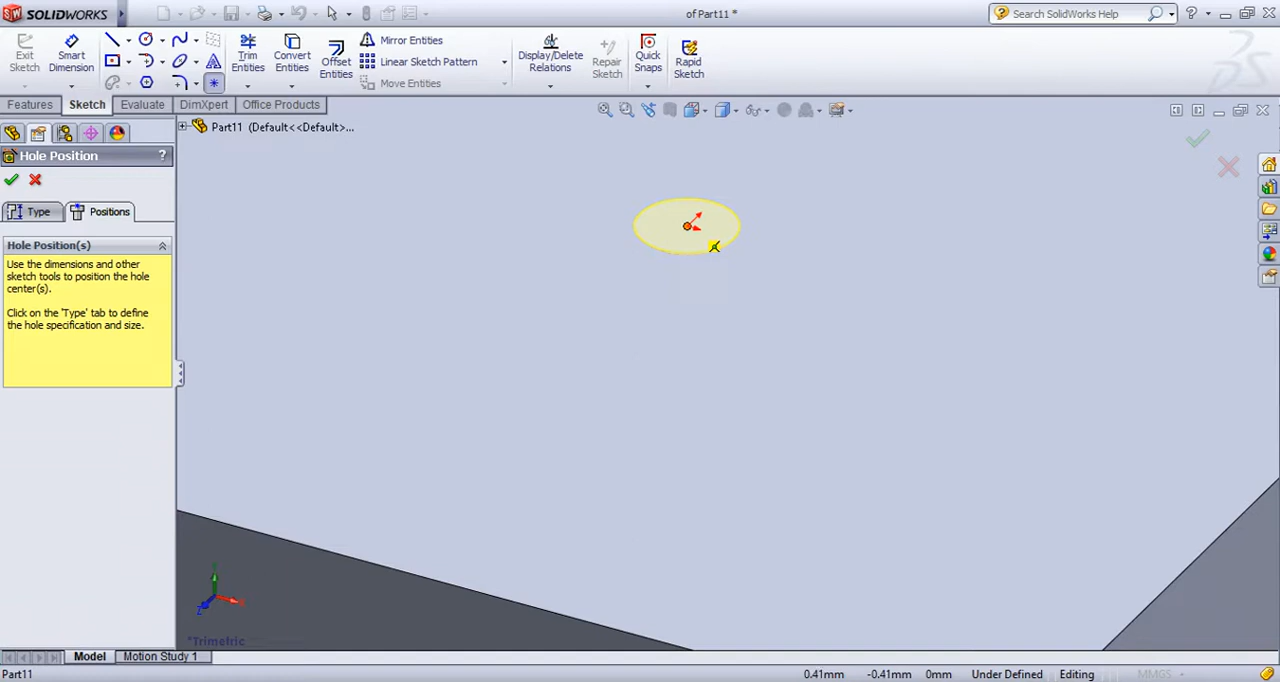 SOLIDWORKS
of Part11 *
Search SolidWorks Help
Exit Sketch
Smart Dimension
Trim Entities
Convert Entities
Offset Entities
Mirror Entities
Linear Sketch Pattern
Move Entities
Display/Delete Relations
Repair Sketch
Quick Snaps
Rapid Sketch
Features
Sketch
Evaluate
DimXpert
Office Products
Part11 (Default<<Default>...
Hole Position
?
Type
Positions
Hole Position(s)
Use the dimensions and other
sketch tools to position the hole
center(s).
Click on the 'Type' tab to define
the hole specification and size.
*Trimetric
Model
Motion Study 1
Part11
0.41mm
-0.41mm
0mm
Under Defined
Editing
MMGS